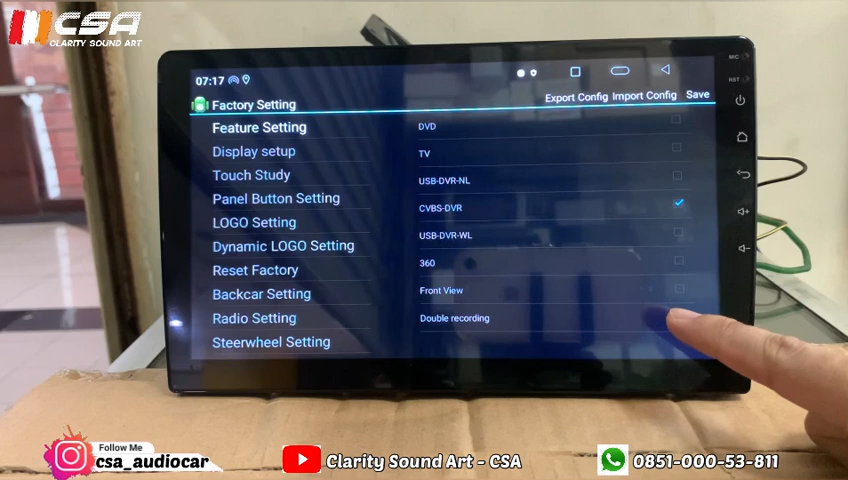 CSA
CLARITY SOUND ART
MIC
RST
07:17
Factory Setting
Export Config Import Config Save
Feature Setting
Display setup
Touch Study
Panel Button Setting
LOGO Setting
Dynamic LOGO Setting
Reset Factory
Backcar Setting
Radio Setting
Steerwheel Setting
DVD
TV
USB-DVR-NL
CVBS-DVR
USB-DVR-WL
360
Front View
Double recording
Follow Me
csa_audiocar
Clarity Sound Art - CSA
0851-000-53-811